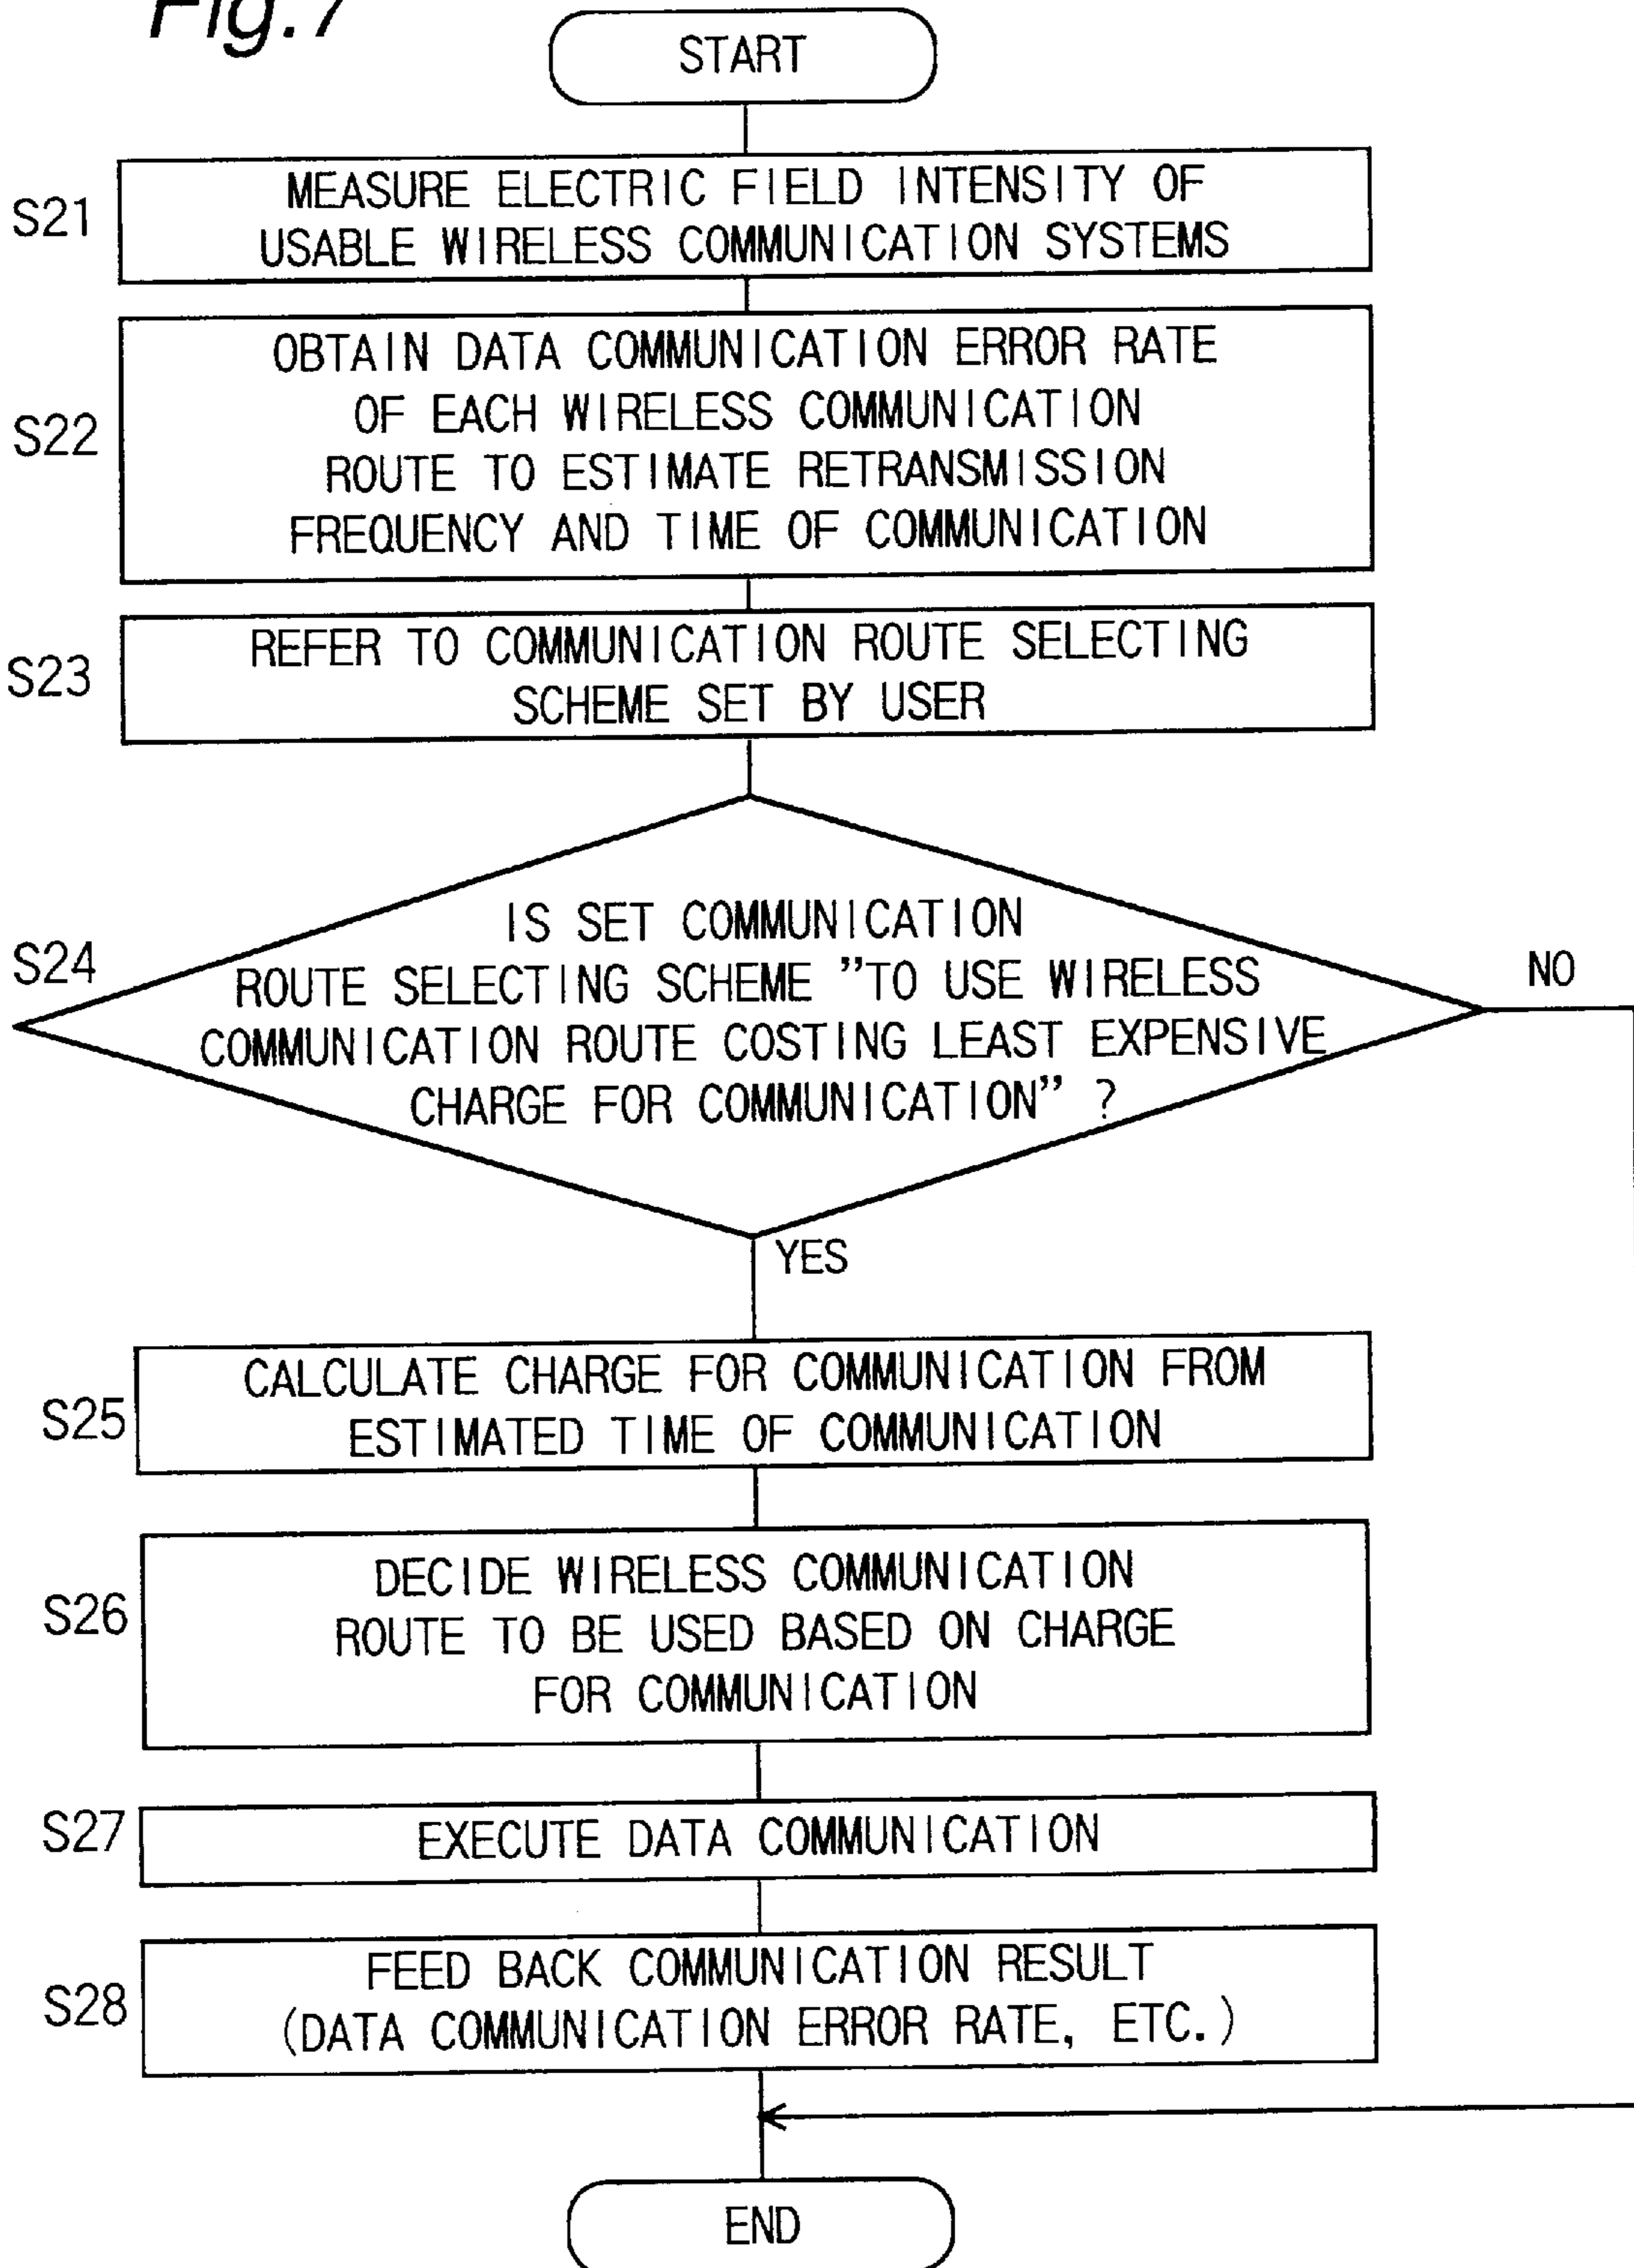 Fig.7
START
S21
MEASURE ELECTRIC FIELD INTENSITY OF
USABLE WIRELESS COMMUNICATION SYSTEMS
S22
OBTAIN DATA COMMUNICATION ERROR RATE
OF EACH WIRELESS COMMUNICATION
ROUTE TO ESTIMATE RETRANSMISSION
FREQUENCY AND TIME OF COMMUNICATION
S23
REFER TO COMMUNICATION ROUTE SELECTING
SCHEME SET BY USER
S24
IS SET COMMUNICATION
ROUTE SELECTING SCHEME "TO USE WIRELESS
COMMUNICATION ROUTE COSTING LEAST EXPENSIVE
CHARGE FOR COMMUNICATION" ?
NO
YES
S25
CALCULATE CHARGE FOR COMMUNICATION FROM
ESTIMATED TIME OF COMMUNICATION
S26
DECIDE WIRELESS COMMUNICATION
ROUTE TO BE USED BASED ON CHARGE
FOR COMMUNICATION
S27
EXECUTE DATA COMMUNICATION
S28
FEED BACK COMMUNICATION RESULT
(DATA COMMUNICATION ERROR RATE, ETC.)
END